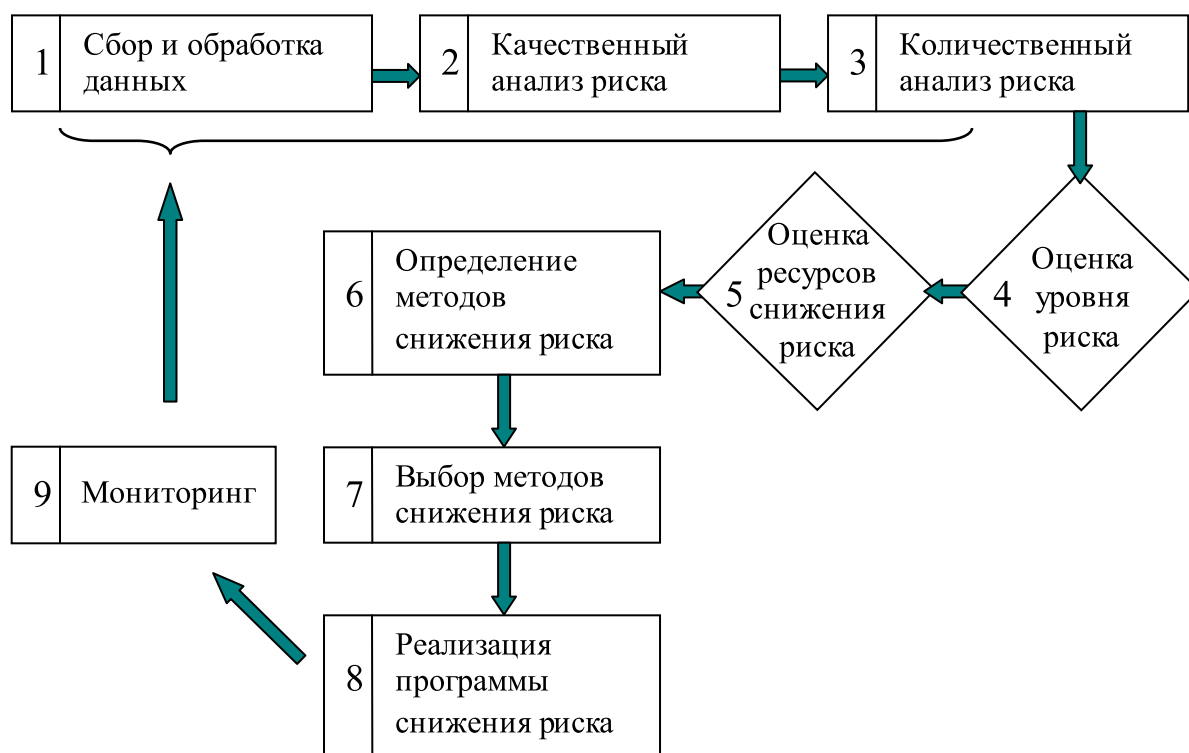 1
Сбор и обработка
данных
2
Качественный
анализ риска
3
Количественный
анализ риска
4
Оценка
уровня
риска
5
Оценка
ресурсов
снижения
риска
6
Определение
методов
снижения риска
7
Выбор методов
снижения риска
8
Реализация
программы
снижения риска
9
Мониторинг